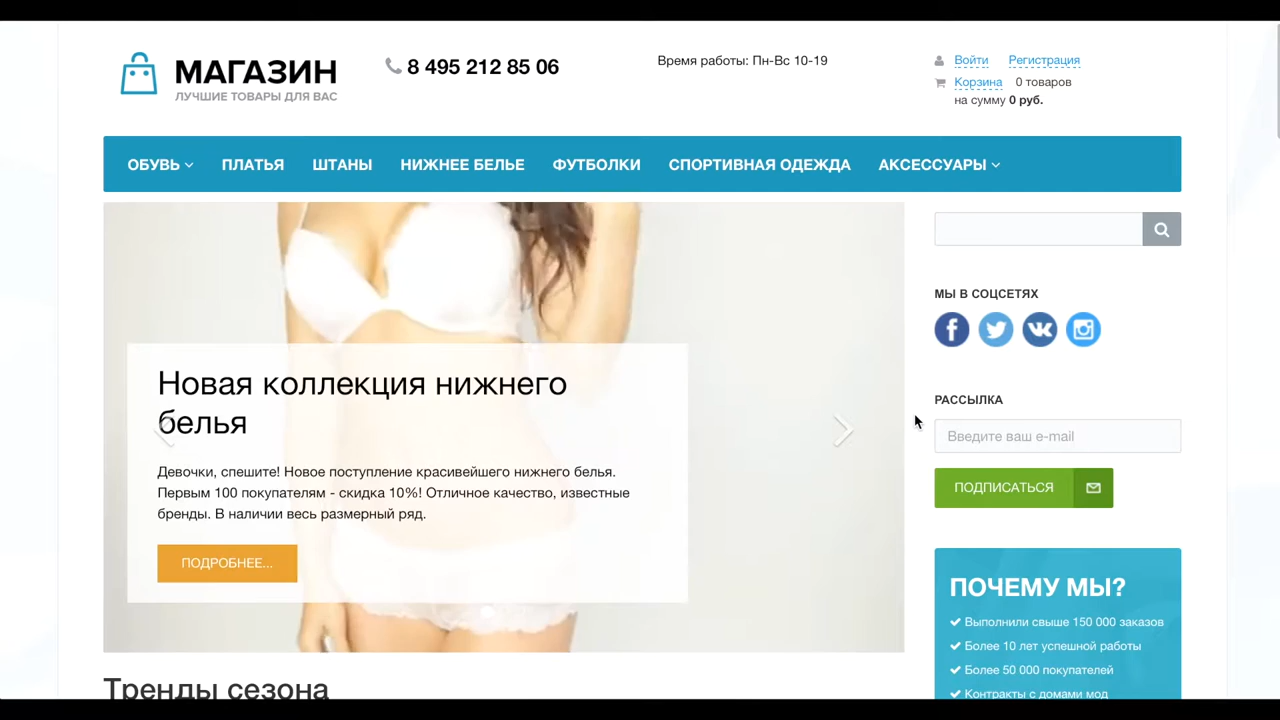 МАГАЗИН
ЛУЧШИЕ ТОВАРЫ ДЛЯ ВАС
8 495 212 85 06
Время работы: Пн-Вс 10-19
Войти Регистрация
Корзина 0 товаров
на сумму 0 руб.
ОБУВЬ ПЛАТЬЯ ШТАНЫ НИЖНЕЕ БЕЛЬЕ ФУТБОЛКИ СПОРТИВНАЯ ОДЕЖДА АКСЕССУАРЫ
Новая коллекция нижнего
белья
Девочки, спешите! Новое поступление красивейшего нижнего белья.
Первым 100 покупателям - скидка 10%! Отличное качество, известные
бренды. В наличии весь размерный ряд.
ПОДРОБНЕЕ...
МЫ В СОЦСЕТЯХ
РАССЫЛКА
Введите ваш e-mail
ПОДПИСАТЬСЯ
ПОЧЕМУ МЫ?
Выполнили свыше 150 000 заказов
Более 10 лет успешной работы
Более 50 000 покупателей
Контракты с домами мод
Тренды сезона